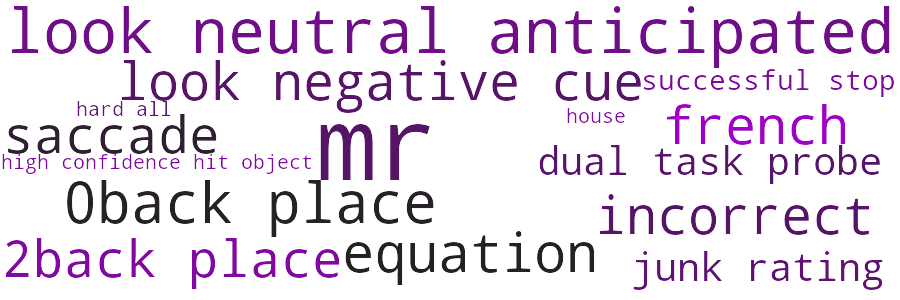 look neutral anticipated
look negative cue
successful stop
hard all
house
french
saccade
mr
high confidence hit object
dual task probe
0back place
incorrect
2back place
equation
junk rating